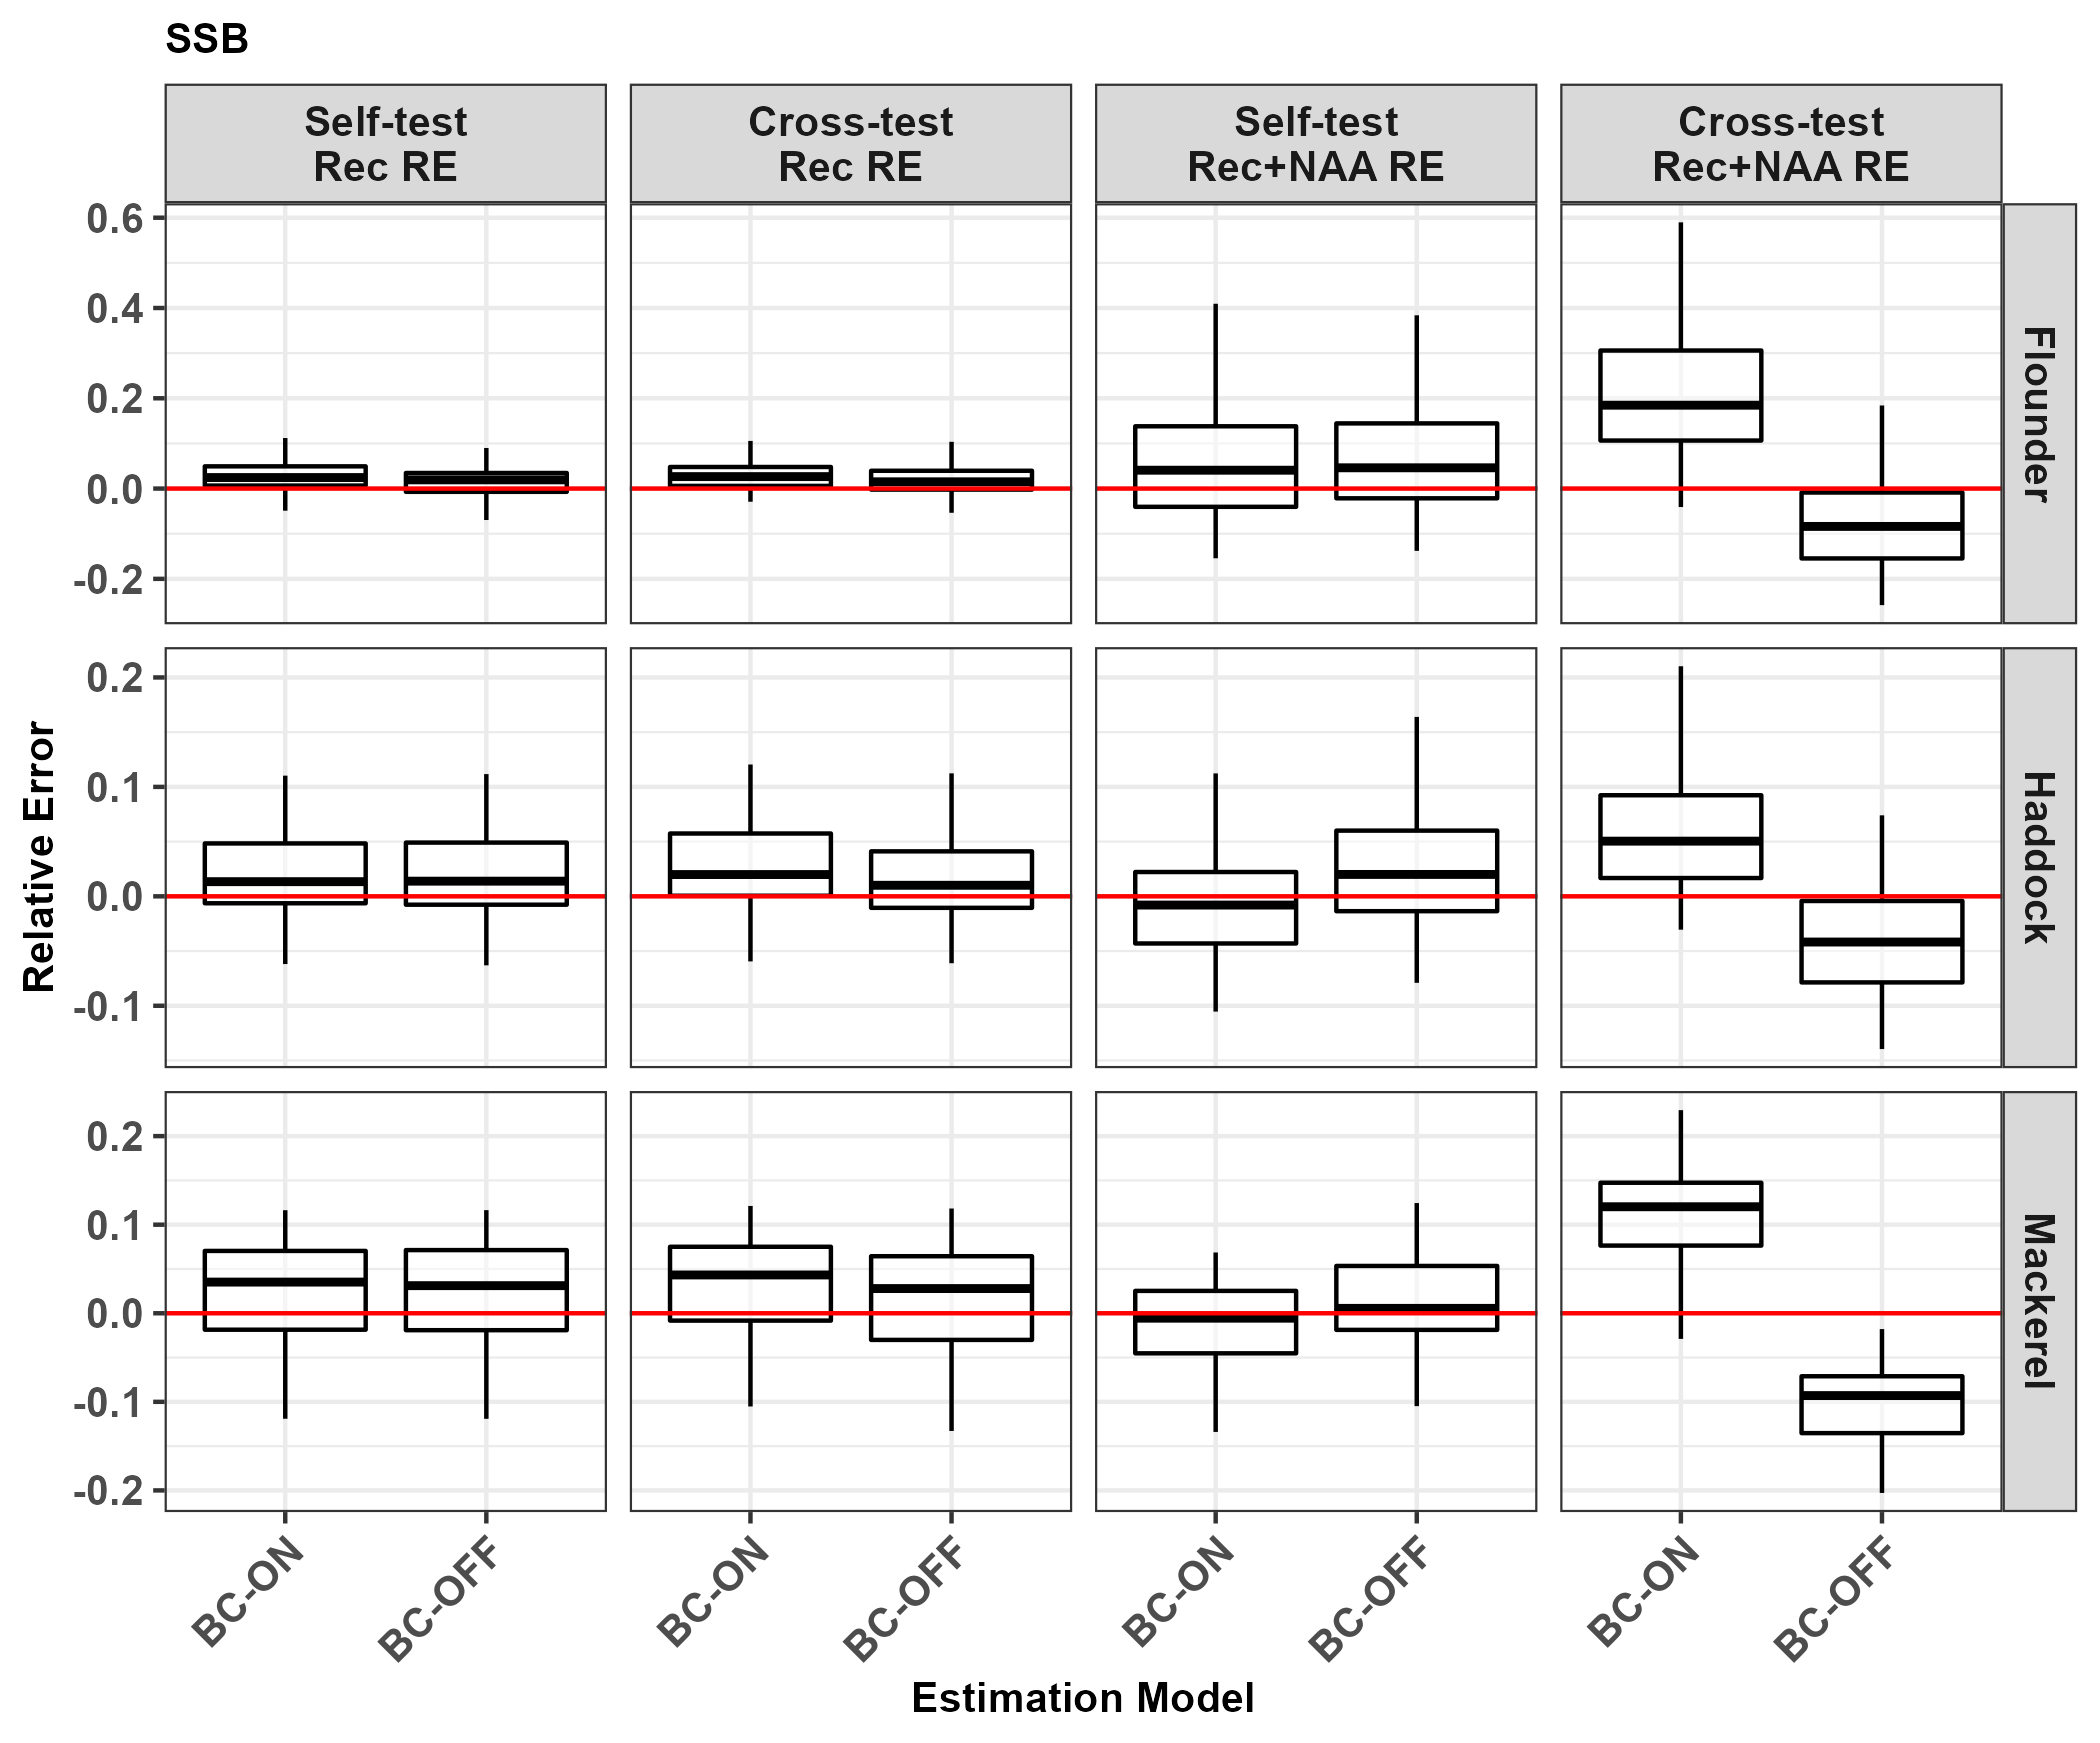 SSB
Self-test
Rec RE
Cross-test
Rec RE
Self-test
Rec+NAA RE
Cross-test
Rec+NAA RE
0.6
0.4
0.2
0.0
-0.2
Flounder
Relative Error
0.2
0.1
0.0
-0.1
Haddock
0.2
0.1
0.0
-0.1
-0.2
Mackerel
BC-ON
BC-OFF
BC-ON
BC-OFF
BC-ON
BC-OFF
BC-ON
BC-OFF
Estimation Model